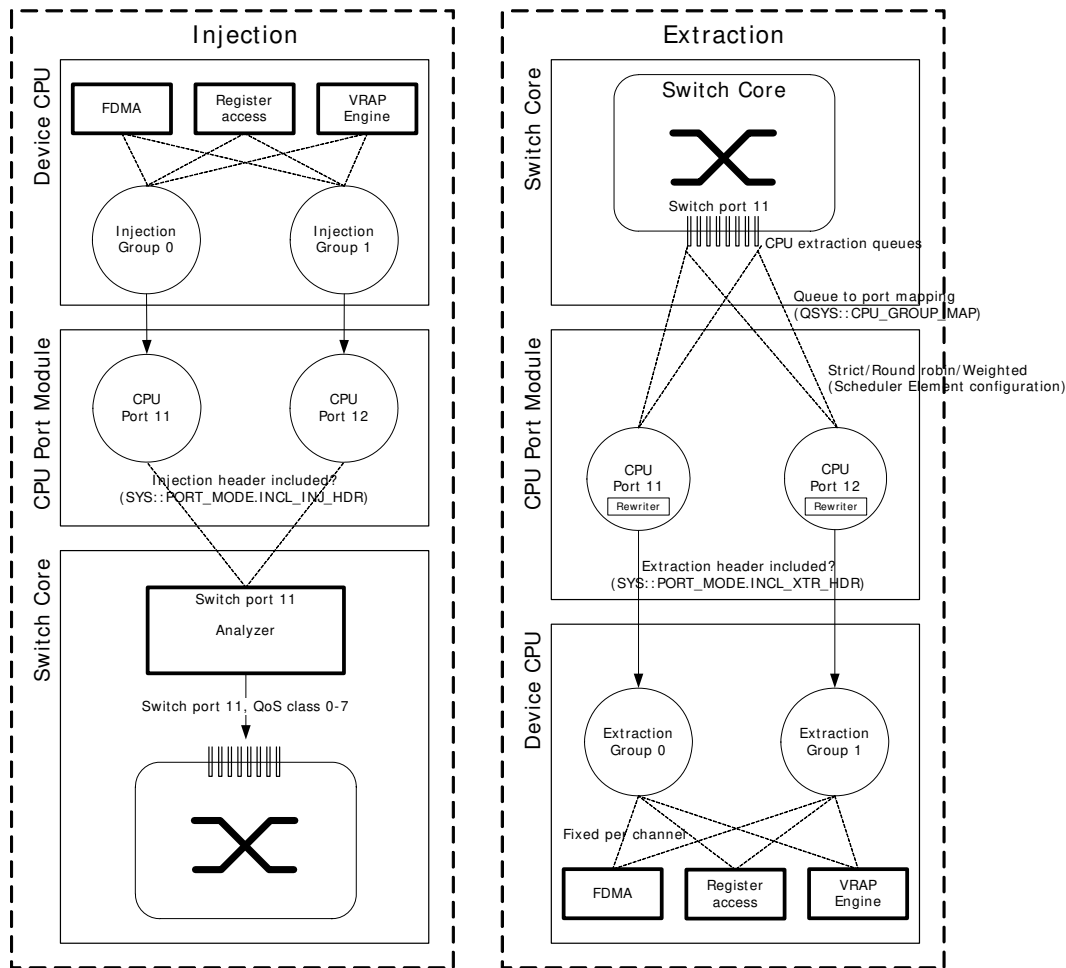 Injection
Device CPU
FDMA
Register
access
VRAP
Engine
Injection
Group 0
Injection
Group 1
CPU Port Module
CPU
Port 11
CPU
Port 12
Injection header included?
(SYS::PORT_MODE.INCL_INJ_HDR)
Switch Core
Switch port 11
Analyzer
Switch port 11, QoS class 0-7
Extraction
Switch Core
Switch Core
Switch port 11
CPU extraction queues
Queue to port mapping
(QSYS::CPU_GROUP_MAP)
CPU Port Module
Strict/Round robin/Weighted
(Scheduler Element configuration)
CPU
Port 11
Rewriter
CPU
Port 12
Rewriter
Extraction header included?
(SYS::PORT_MODE.INCL_XTR_HDR)
Device CPU
Extraction
Group 0
Extraction
Group 1
Fixed per channel
FDMA
Register
access
VRAP
Engine